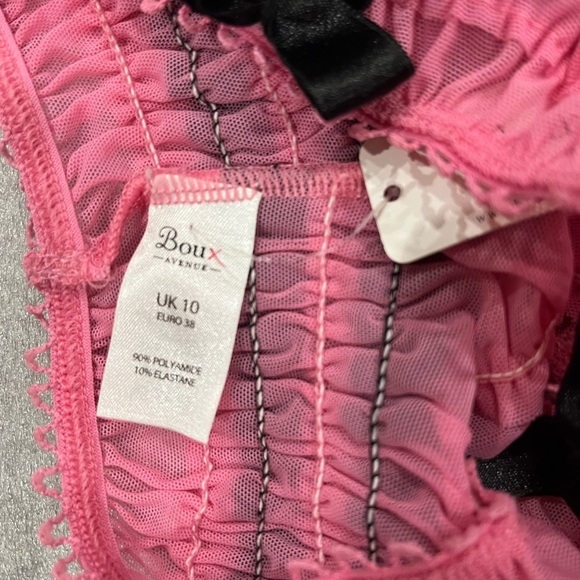 Boux
— AVENUE —
UK 10
EURO 38
90% POLYAMIDE
10% ELASTANE